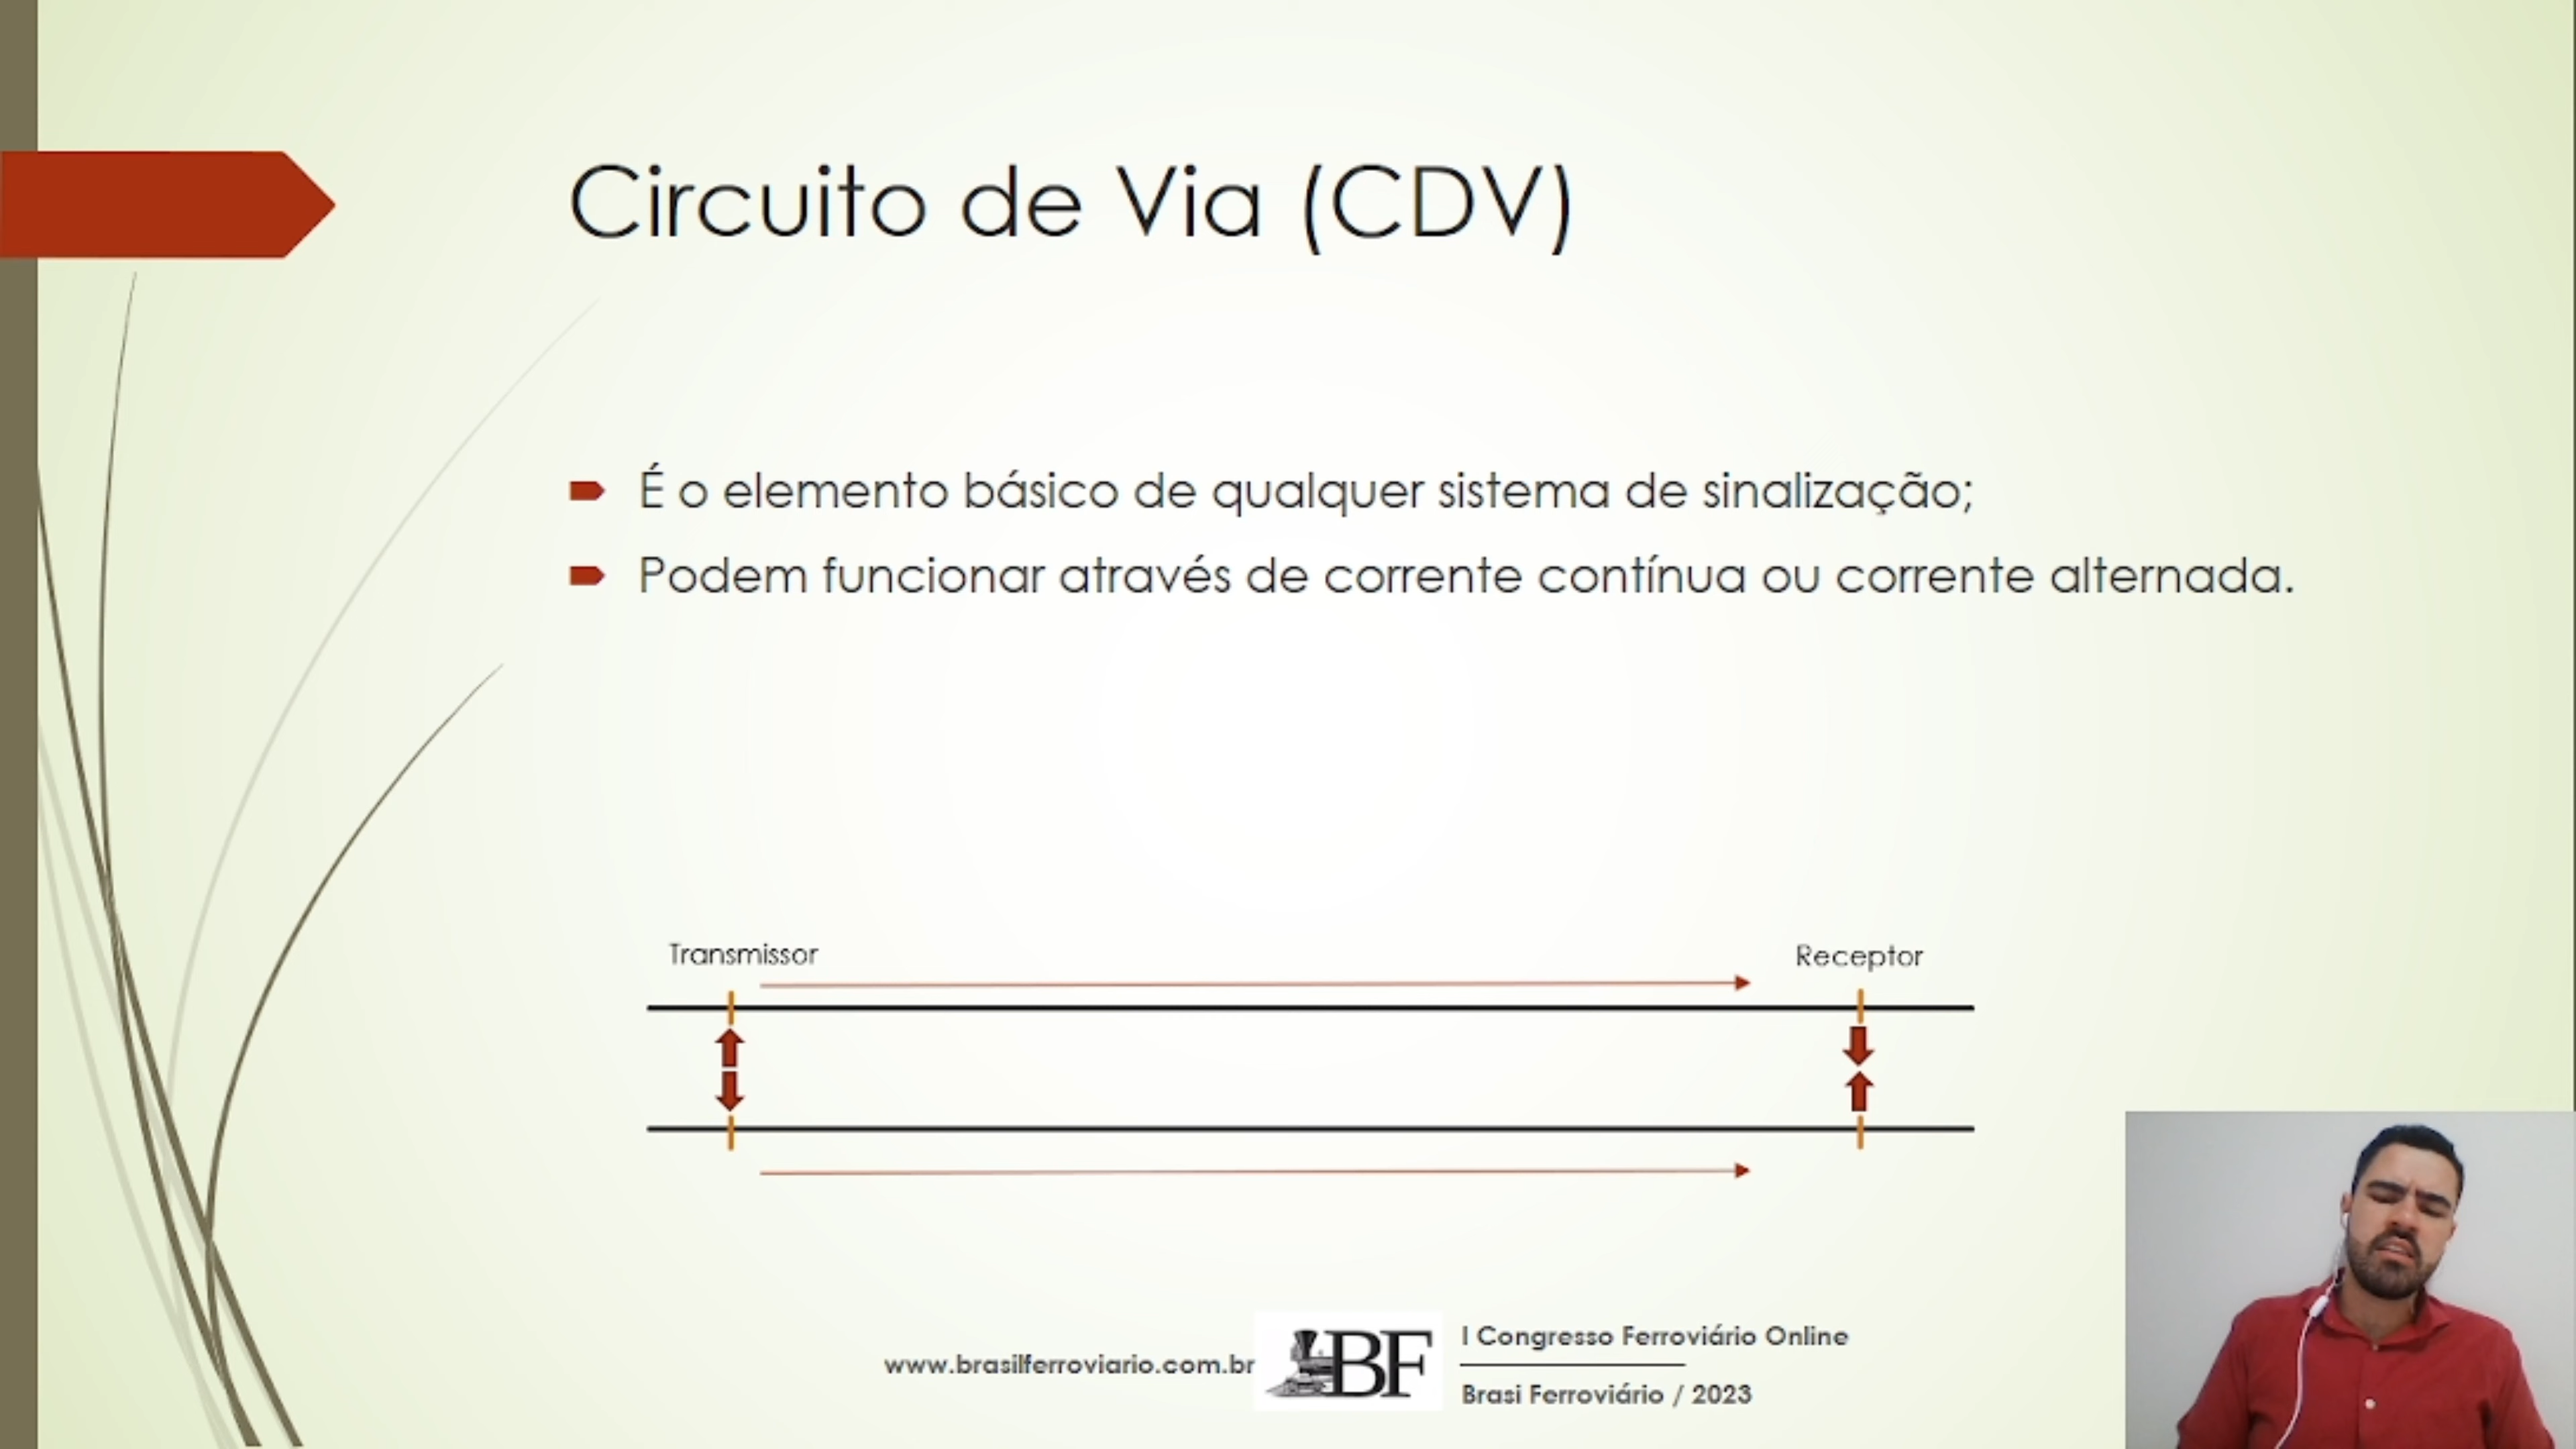 Circuito de Via (CDV)
É o elemento básico de qualquer sistema de sinalização;
Podem funcionar através de corrente contínua ou corrente alternada.
Transmissor
Receptor
www.brasilferroviario.com.br
BF
I Congresso Ferroviário Online
Brasi Ferroviário / 2023